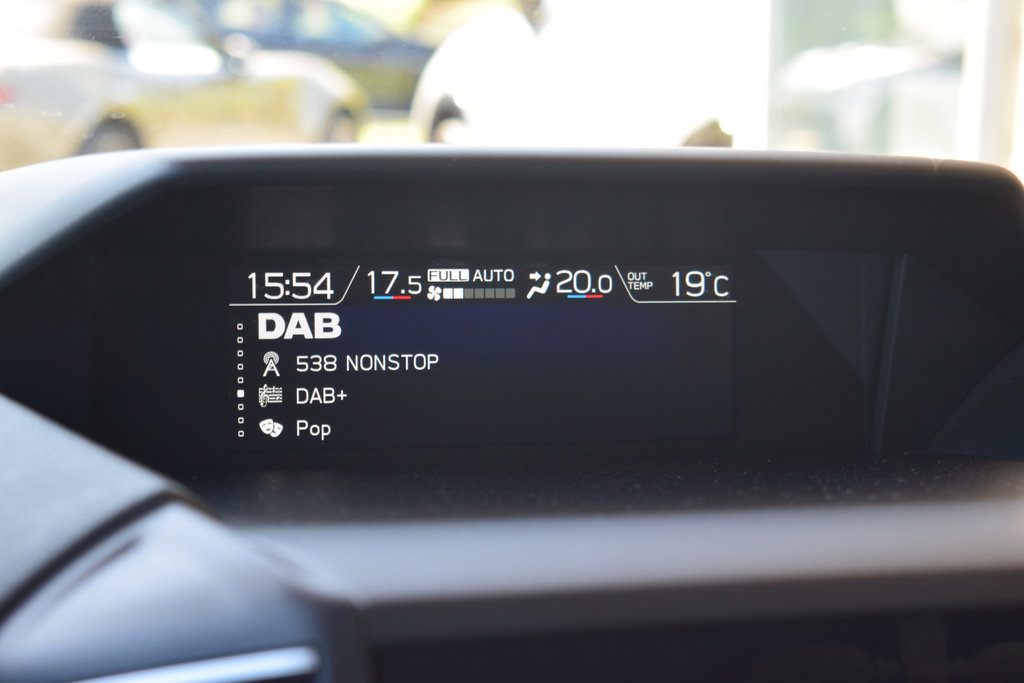 15:54 17.5 FULL AUTO 20.0 OUT TEMP 19°C
DAB
538 NONSTOP
DAB+
Pop